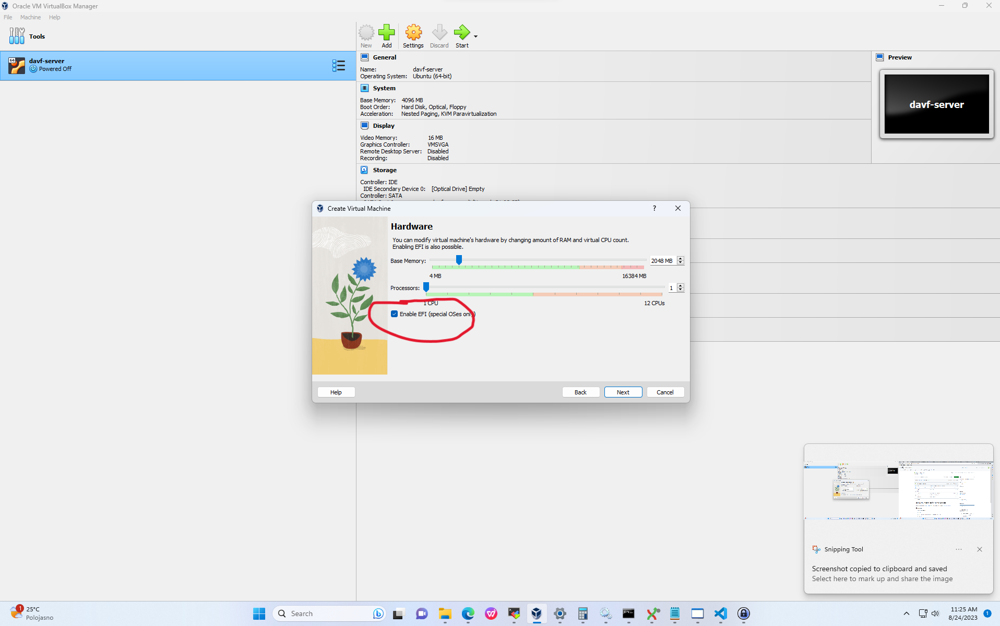 Oracle VM VirtualBox Manager
File Machine Help
Tools
New Add Settings Discard Start
64 davf-server
Powered Off
General
Name: davf-server
Operating System: Ubuntu (64-bit)
System
Base Memory: 4096 MB
Boot Order: Hard Disk, Optical, Floppy
Acceleration: Nested Paging, KVM Paravirtualization
Display
Video Memory: 16 MB
Graphics Controller: VMSVGA
Remote Desktop Server: Disabled
Recording: Disabled
Storage
Controller: IDE
IDE Secondary Device 0: [Optical Drive] Empty
Controller: SATA
Preview
davf-server
Create Virtual Machine ?
Hardware
You can modify virtual machine's hardware by changing amount of RAM and virtual CPU count.
Enabling EFI is also possible.
Base Memory: 2048 MB
4 MB 16384 MB
Processors: 1
1 CPU 12 CPUs
Enable EFI (special OSes only)
Help Back Next Cancel
Snipping Tool
Screenshot copied to clipboard and saved
Select here to mark up and share the image
1 25°C
Polojasno
Search
11:25 AM
8/24/2023
1